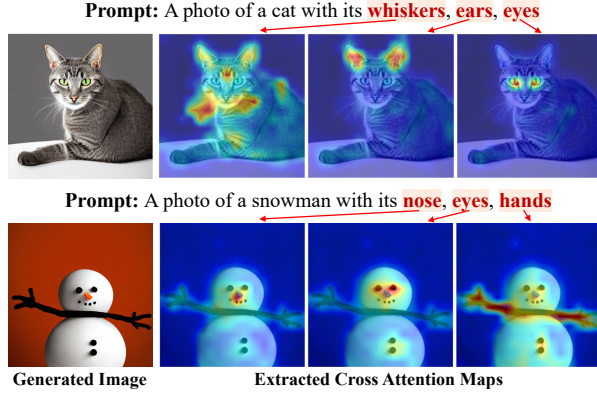 Prompt: A photo of a cat with its whiskers, ears, eyes
Prompt: A photo of a snowman with its nose, eyes, hands
Generated Image Extracted Cross Attention Maps